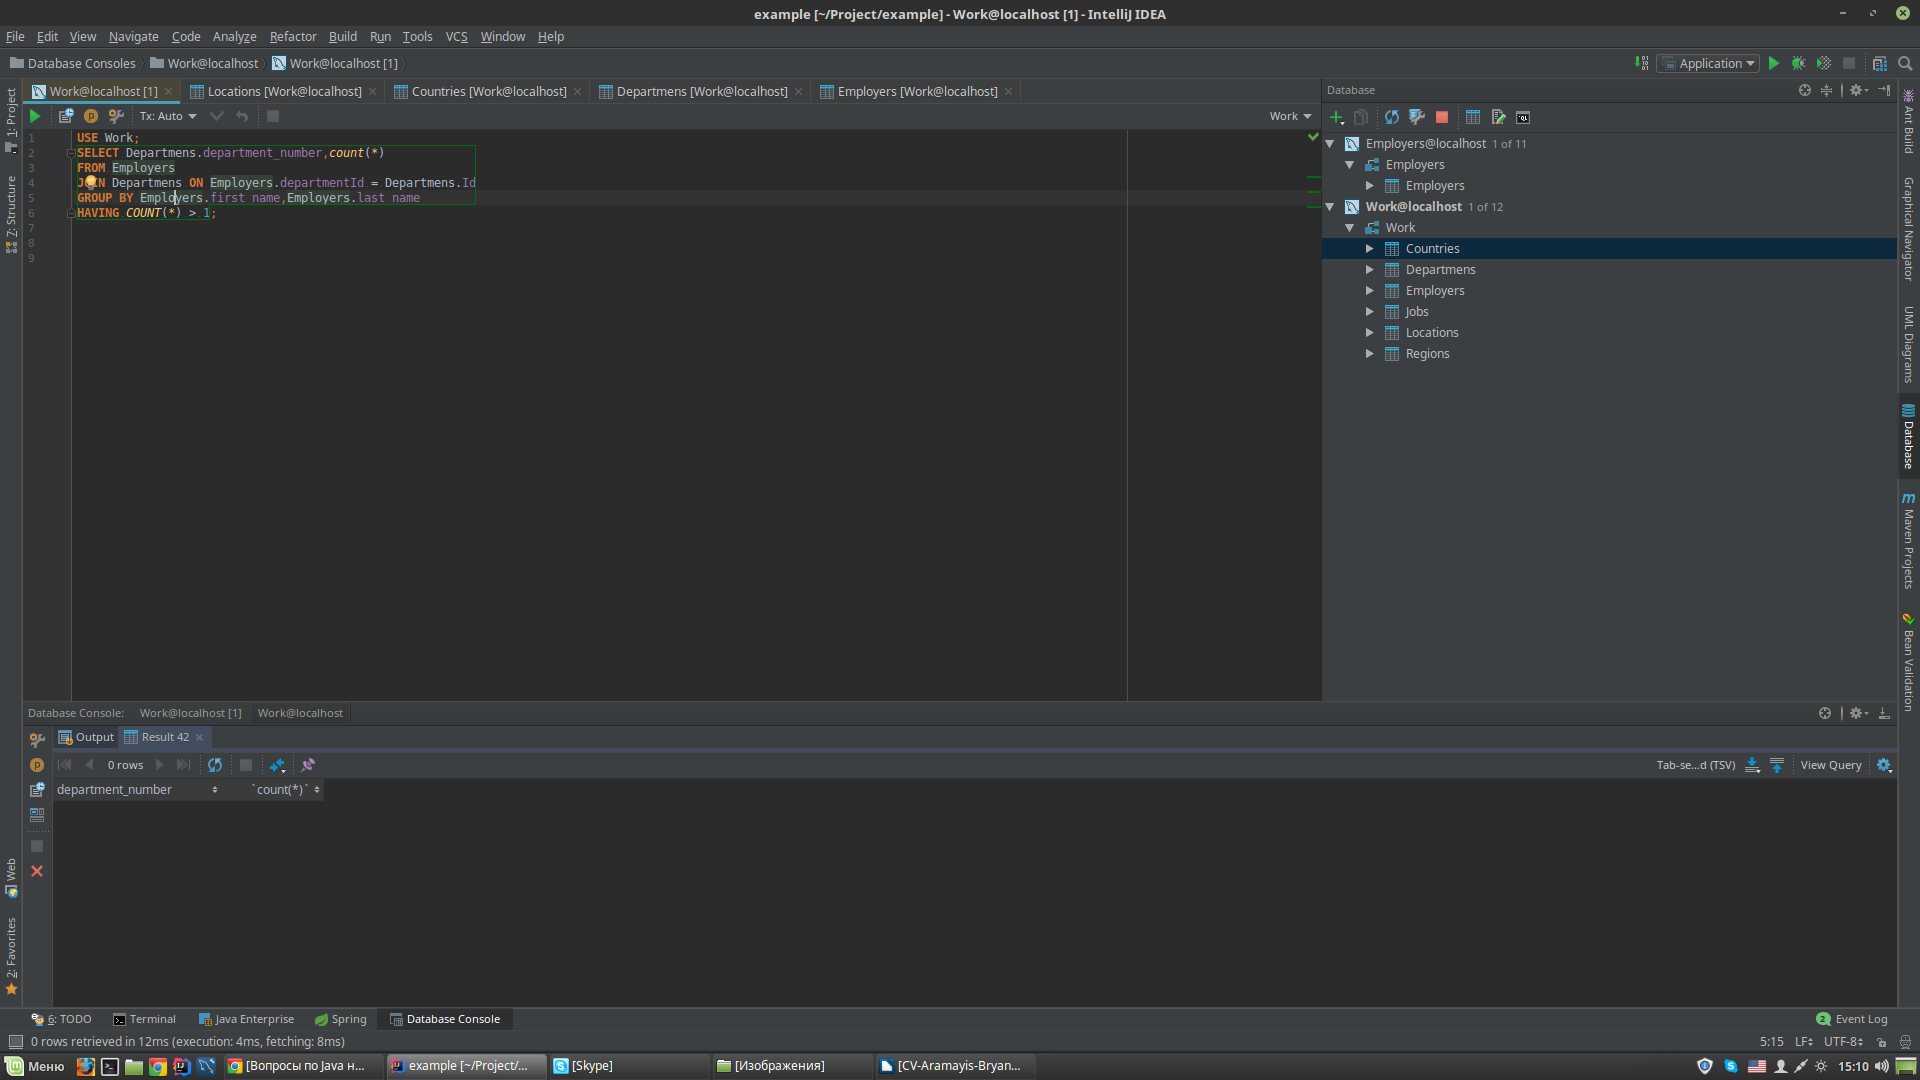 example [~/Project/example] - Work@localhost [1] - IntelliJ IDEA
File Edit View Navigate Code Analyze Refactor Build Run Tools VCS Window Help
Database Consoles Work@localhost Work@localhost [1]
Application
Work@localhost [1] Locations [Work@localhost] Countries [Work@localhost] Departmens [Work@localhost] Employers [Work@localhost]
Tx: Auto
Work
1 USE Work;
2 SELECT Departmens.department_number,count(*)
3 FROM Employers
4 JOIN Departmens ON Employers.departmentId = Departmens.Id
5 GROUP BY Employers.first_name,Employers.last_name
6 HAVING COUNT(*) > 1;
7
8
9
Database
Employers@localhost 1 of 11
Employers
Employers
Work@localhost 1 of 12
Work
Countries
Departmens
Employers
Jobs
Locations
Regions
1: Project
7: Structure
Web
2: Favorites
Ant Build
Graphical Navigator
UML Diagrams
Database
Maven Projects
Bean Validation
Database Console: Work@localhost [1] Work@localhost
Output Result 42
0 rows
Tab-se...d (TSV) View Query
department_number `count(*)`
6: TODO Terminal Java Enterprise Spring Database Console
2 Event Log
0 rows retrieved in 12ms (execution: 4ms, fetching: 8ms)
5:15 LF UTF-8
Меню [Вопросы по Java н... example [~/Project/... [Skype] [Изображения] [CV-Aramayis-Bryan...
15:10